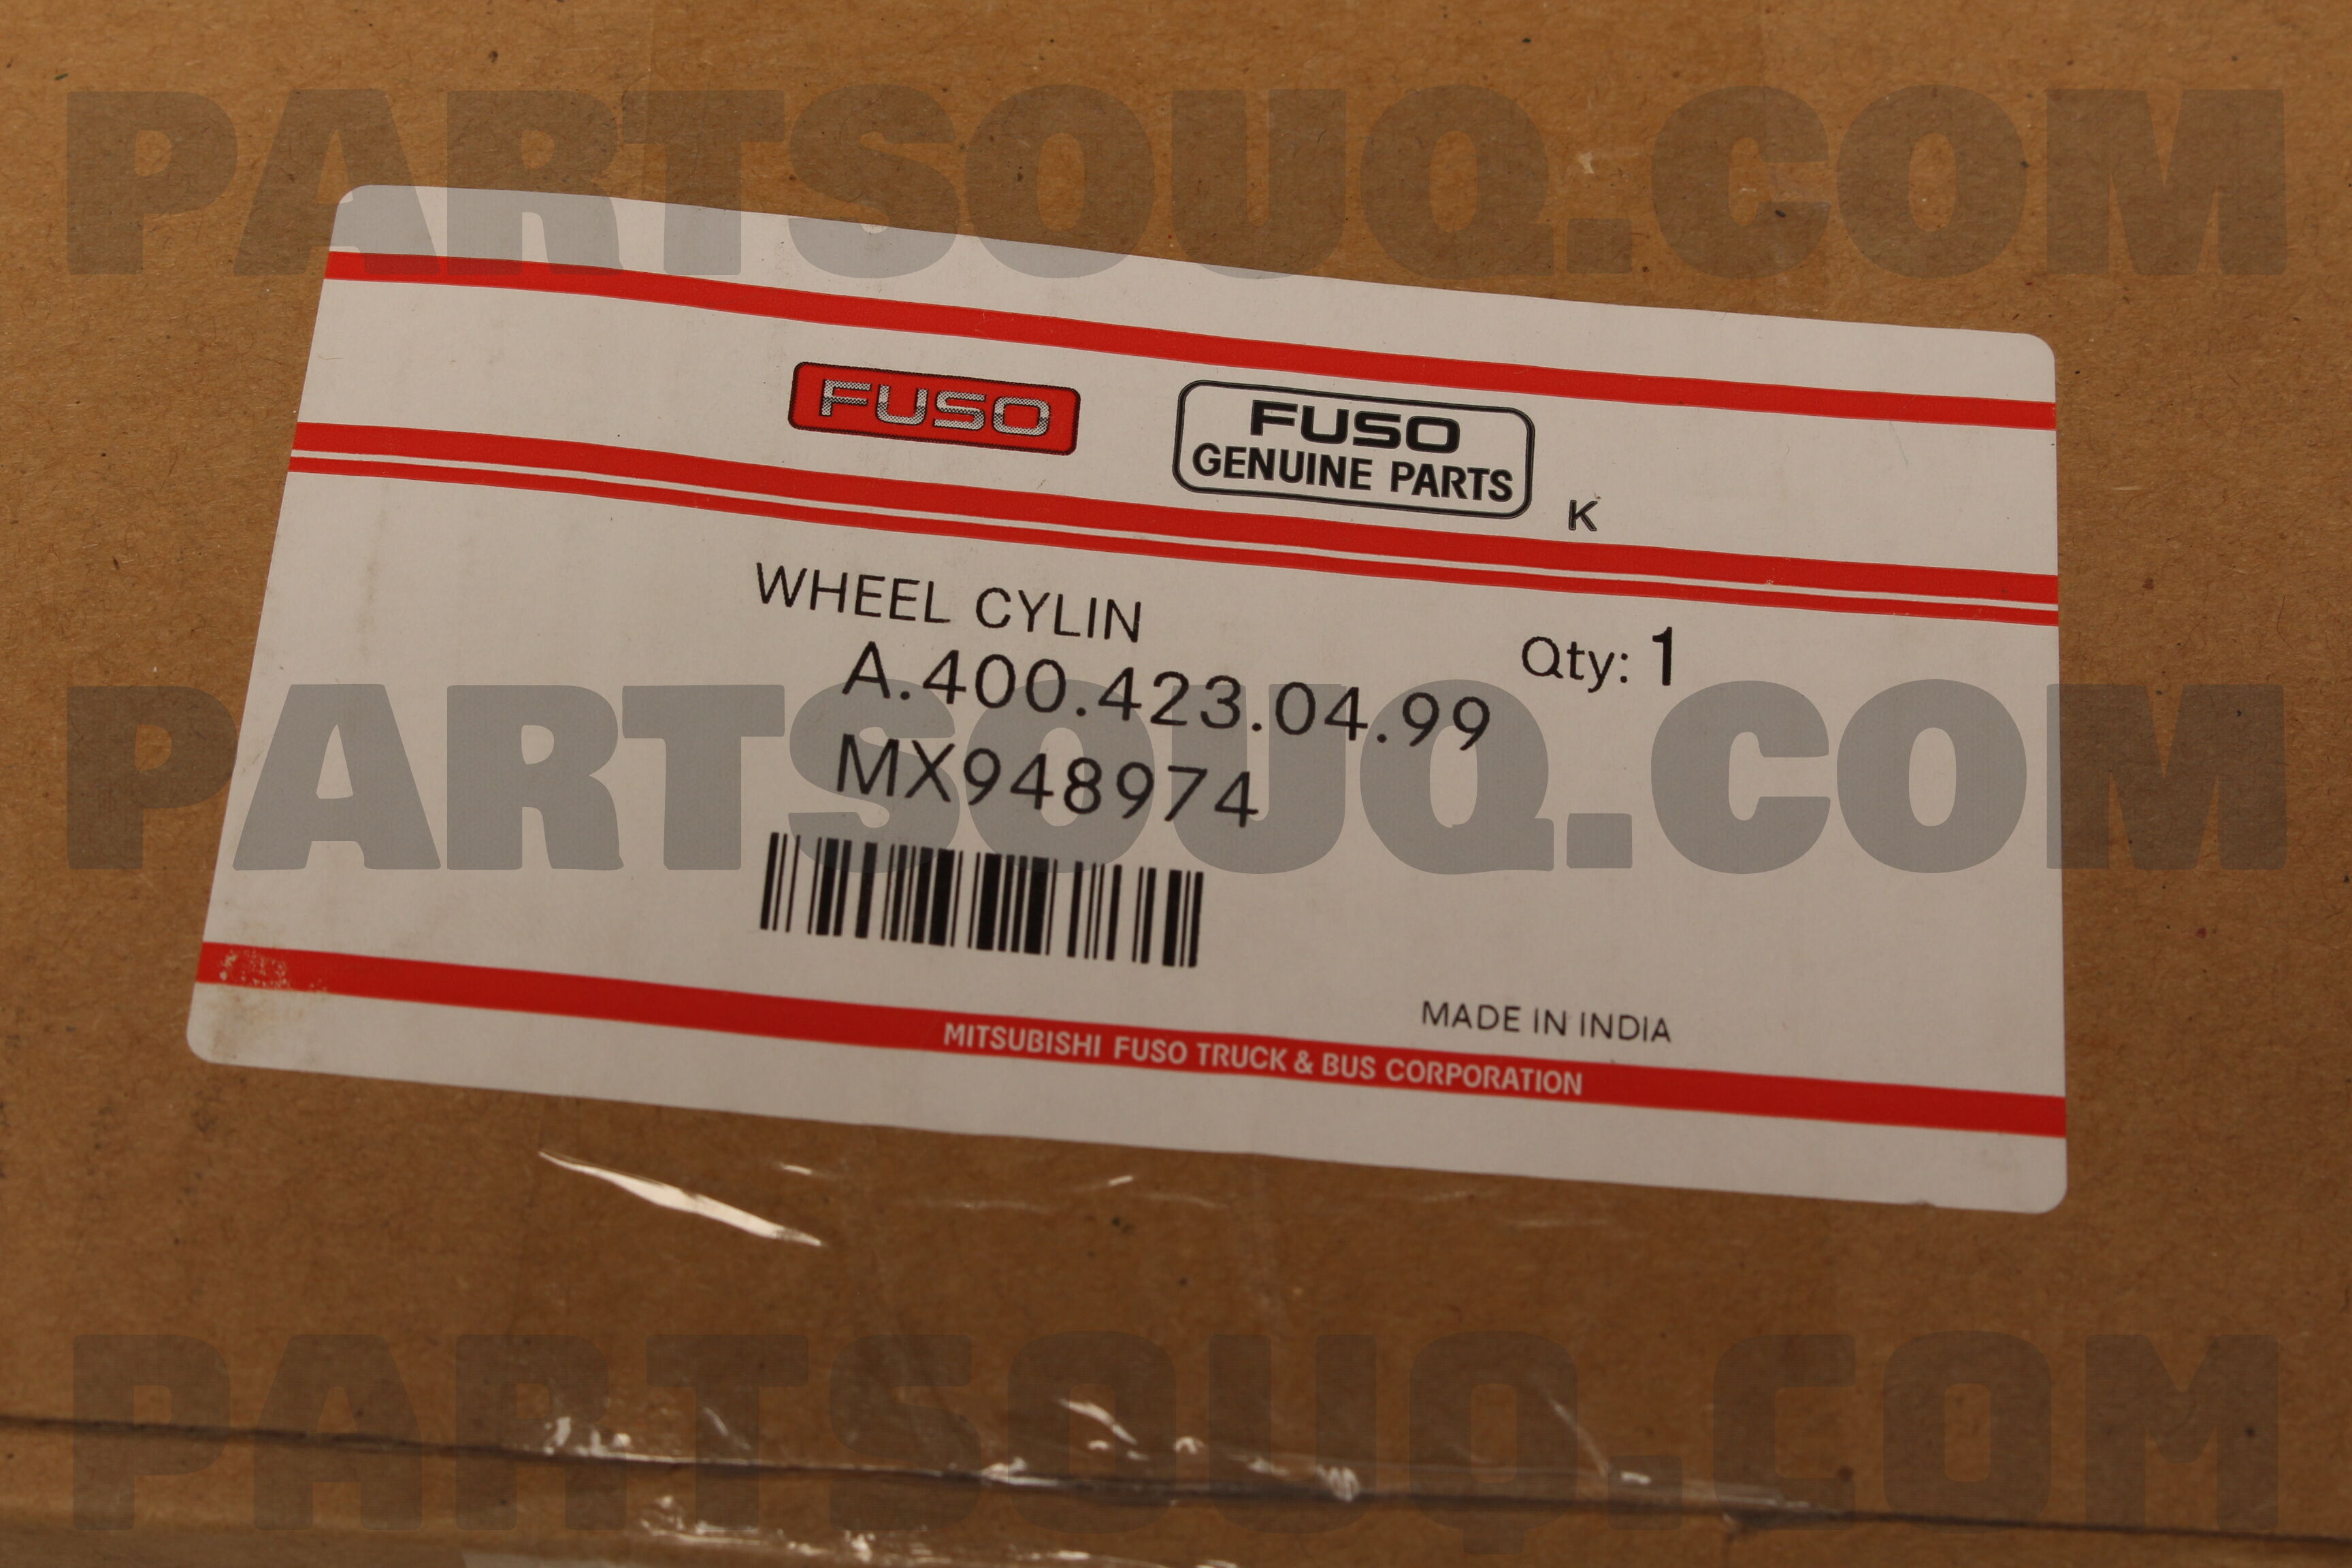 PARTSOUQ.COM
FUSO
FUSO
GENUINE PARTS
K
WHEEL CYLIN
Qty: 1
A.400.423.04.99
MX948974
PARTSOUQ.COM
MADE IN INDIA
MITSUBISHI FUSO TRUCK & BUS CORPORATION
PARTSOUQ.COM